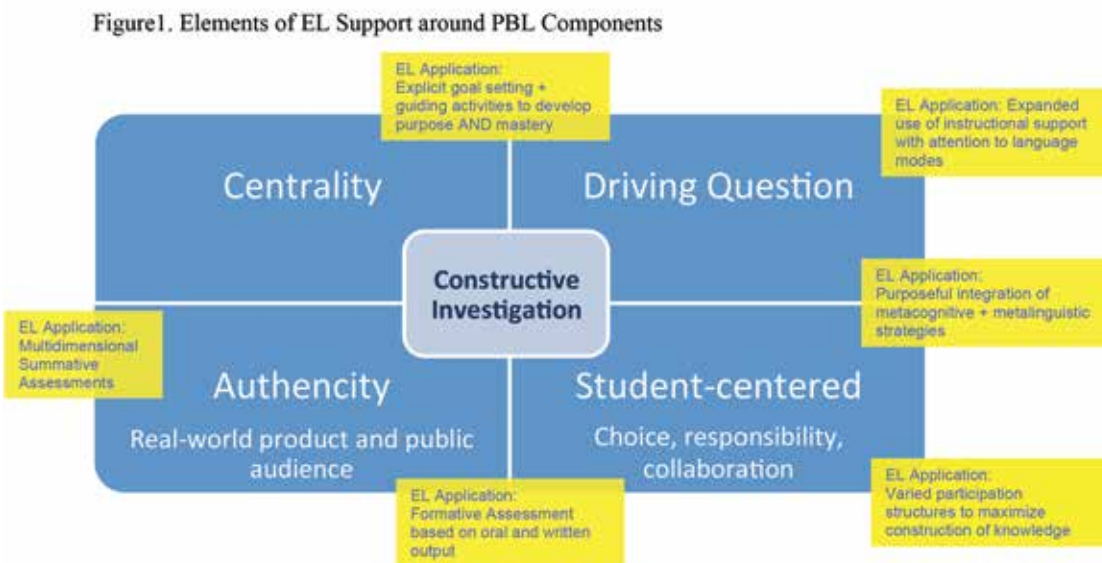 Figure1. Elements of EL Support around PBL Components
EL Application:
Explicit goal setting +
guiding activities to develop
purpose AND mastery
EL Application: Expanded
use of instructional support
with attention to language
modes
Centrality
Driving Question
Constructive
Investigation
EL Application:
Purposeful integration of
metacognitive + metalinguistic
strategies
EL Application:
Multidimensional
Summative
Assessments
Authencity
Real-world product and public
audience
Student-centered
Choice, responsibility,
collaboration
EL Application:
Formative Assessment
based on oral and written
output
EL Application:
Varied participation
structures to maximize
construction of knowledge